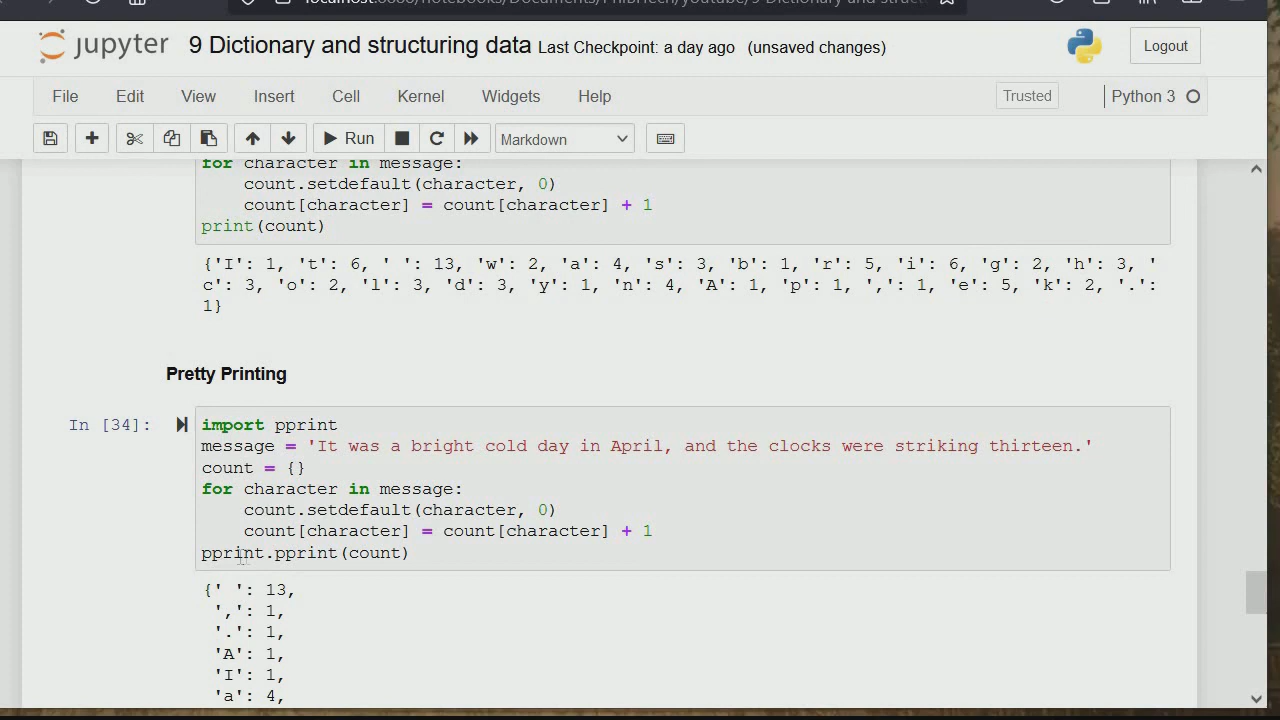 jupyter 9 Dictionary and structuring data Last Checkpoint: a day ago (unsaved changes) Logout
File Edit View Insert Cell Kernel Widgets Help Trusted Python 3
Run Markdown
for character in message:
    count.setdefault(character, 0)
    count[character] = count[character] + 1
print(count)
{'I': 1, 't': 6, ' ': 13, 'w': 2, 'a': 4, 's': 3, 'b': 1, 'r': 5, 'i': 6, 'g': 2, 'h': 3, '
c': 3, 'o': 2, 'l': 3, 'd': 3, 'y': 1, 'n': 4, 'A': 1, 'p': 1, ',': 1, 'e': 5, 'k': 2, '.':
1}
Pretty Printing
In [34]: import pprint
message = 'It was a bright cold day in April, and the clocks were striking thirteen.'
count = {}
for character in message:
    count.setdefault(character, 0)
    count[character] = count[character] + 1
pprint.pprint(count)
{' ': 13,
 ',': 1,
 '.': 1,
 'A': 1,
 'I': 1,
 'a': 4,